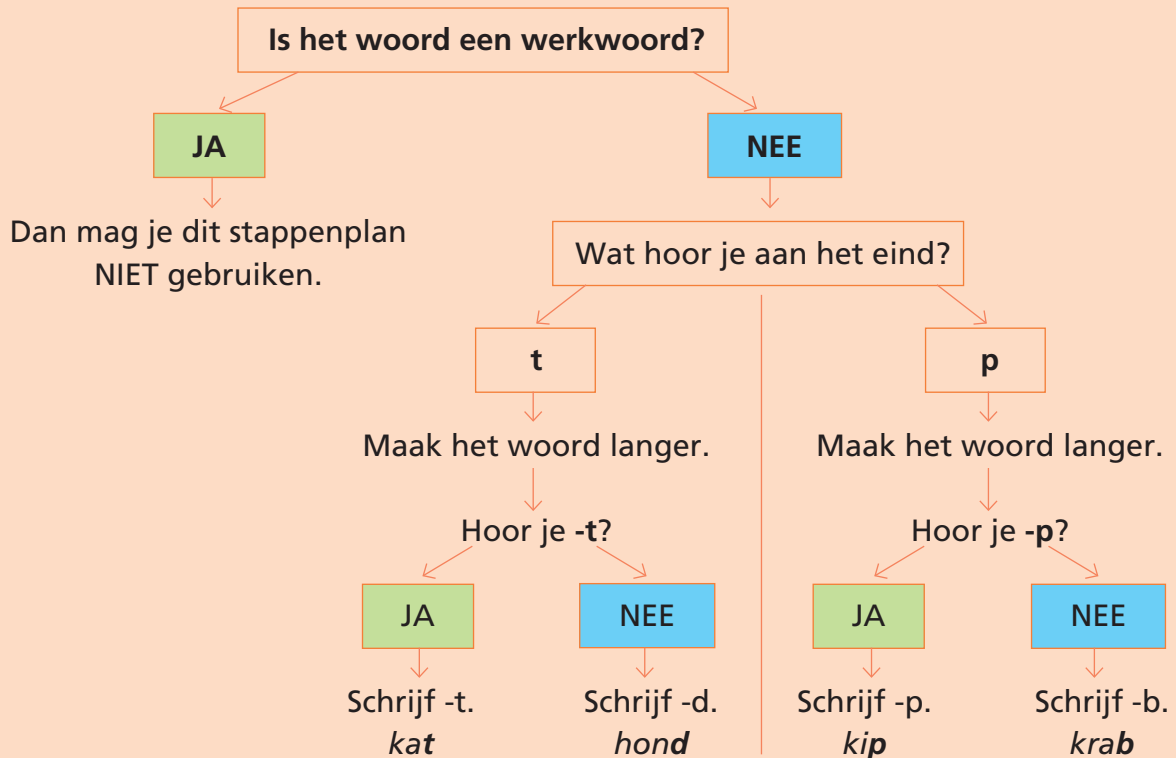 Is het woord een werkwoord?
JA
NEE
Dan mag je dit stappenplan
NIET gebruiken.
Wat hoor je aan het eind?
t
p
Maak het woord langer.
Maak het woord langer.
Hoor je -t?
Hoor je -p?
JA
NEE
JA
NEE
Schrijf -t.
kat
Schrijf -d.
hond
Schrijf -p.
kip
Schrijf -b.
krab